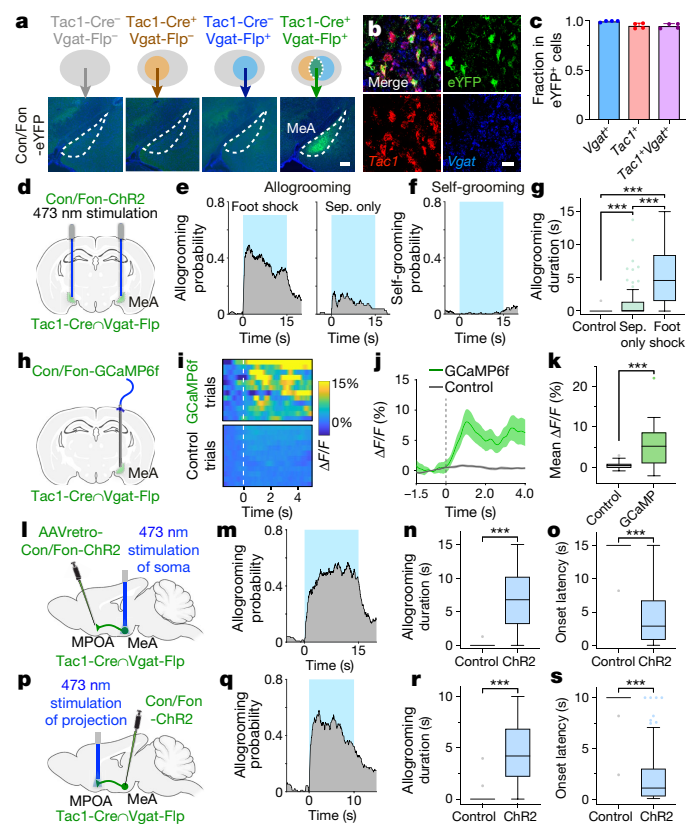 a
Tac1-Cre⁻ Tac1-Cre⁺ Tac1-Cre⁻ Tac1-Cre⁺
Vgat-Flp⁻ Vgat-Flp⁻ Vgat-Flp⁺ Vgat-Flp⁺
Con/Fon
-eYFP
MeA
b
Merge eYFP
Tac1 Vgat
c
Fraction in
eYFP⁺ cells
1.0
0.5
0
Vgat⁺ Tac1⁺ Tac1⁺Vgat⁺
d
Con/Fon-ChR2
473 nm stimulation
MeA
Tac1-Cre∩Vgat-Flp
e
Allogrooming
Foot shock Sep. only
Allogrooming
probability
0.8
0.4
0
0 15 0 15
Time (s)
f
Self-grooming
Self-grooming
probability
0.8
0.4
0
0 15
Time (s)
g
Allogrooming
duration (s)
15
10
5
0
*** *** ***
Control Sep.
only Foot
shock
h
Con/Fon-GCaMP6f
MeA
Tac1-Cre∩Vgat-Flp
i
GCaMP6f
trials
Control
trials
15%
0%
ΔF/F
0 2 4
Time (s)
j
GCaMP6f
Control
ΔF/F (%)
15
10
5
0
−1.5 0 2.0 4.0
Time (s)
k
Mean ΔF/F (%)
20
10
0
***
Control GCaMP
l
AAVretro-
Con/Fon-ChR2
473 nm
stimulation
of soma
MPOA MeA
Tac1-Cre∩Vgat-Flp
m
Allogrooming
probability
0.8
0.4
0
0 15
Time (s)
n
Allogrooming
duration (s)
15
10
5
0
***
Control ChR2
o
Onset latency (s)
15
10
5
0
***
Control ChR2
p
473 nm
stimulation
of projection
Con/Fon
-ChR2
MPOA MeA
Tac1-Cre∩Vgat-Flp
q
Allogrooming
probability
0.8
0.4
0
0 10
Time (s)
r
Allogrooming
duration (s)
10
5
0
***
Control ChR2
s
Onset latency (s)
10
5
0
***
Control ChR2